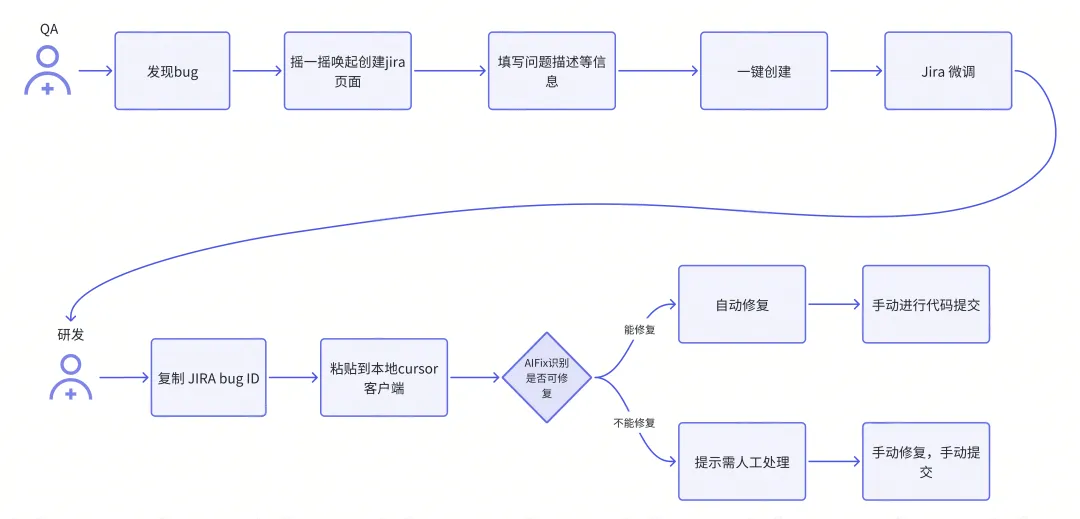 QA
发现bug
摇一摇唤起创建jira
页面
填写问题描述等信
息
一键创建
Jira 微调
研发
复制 JIRA bug ID
粘贴到本地cursor
客户端
AIFix识别
是否可修
复
能修复
自动修复
手动进行代码提交
不能修复
提示需人工处理
手动修复，手动提
交